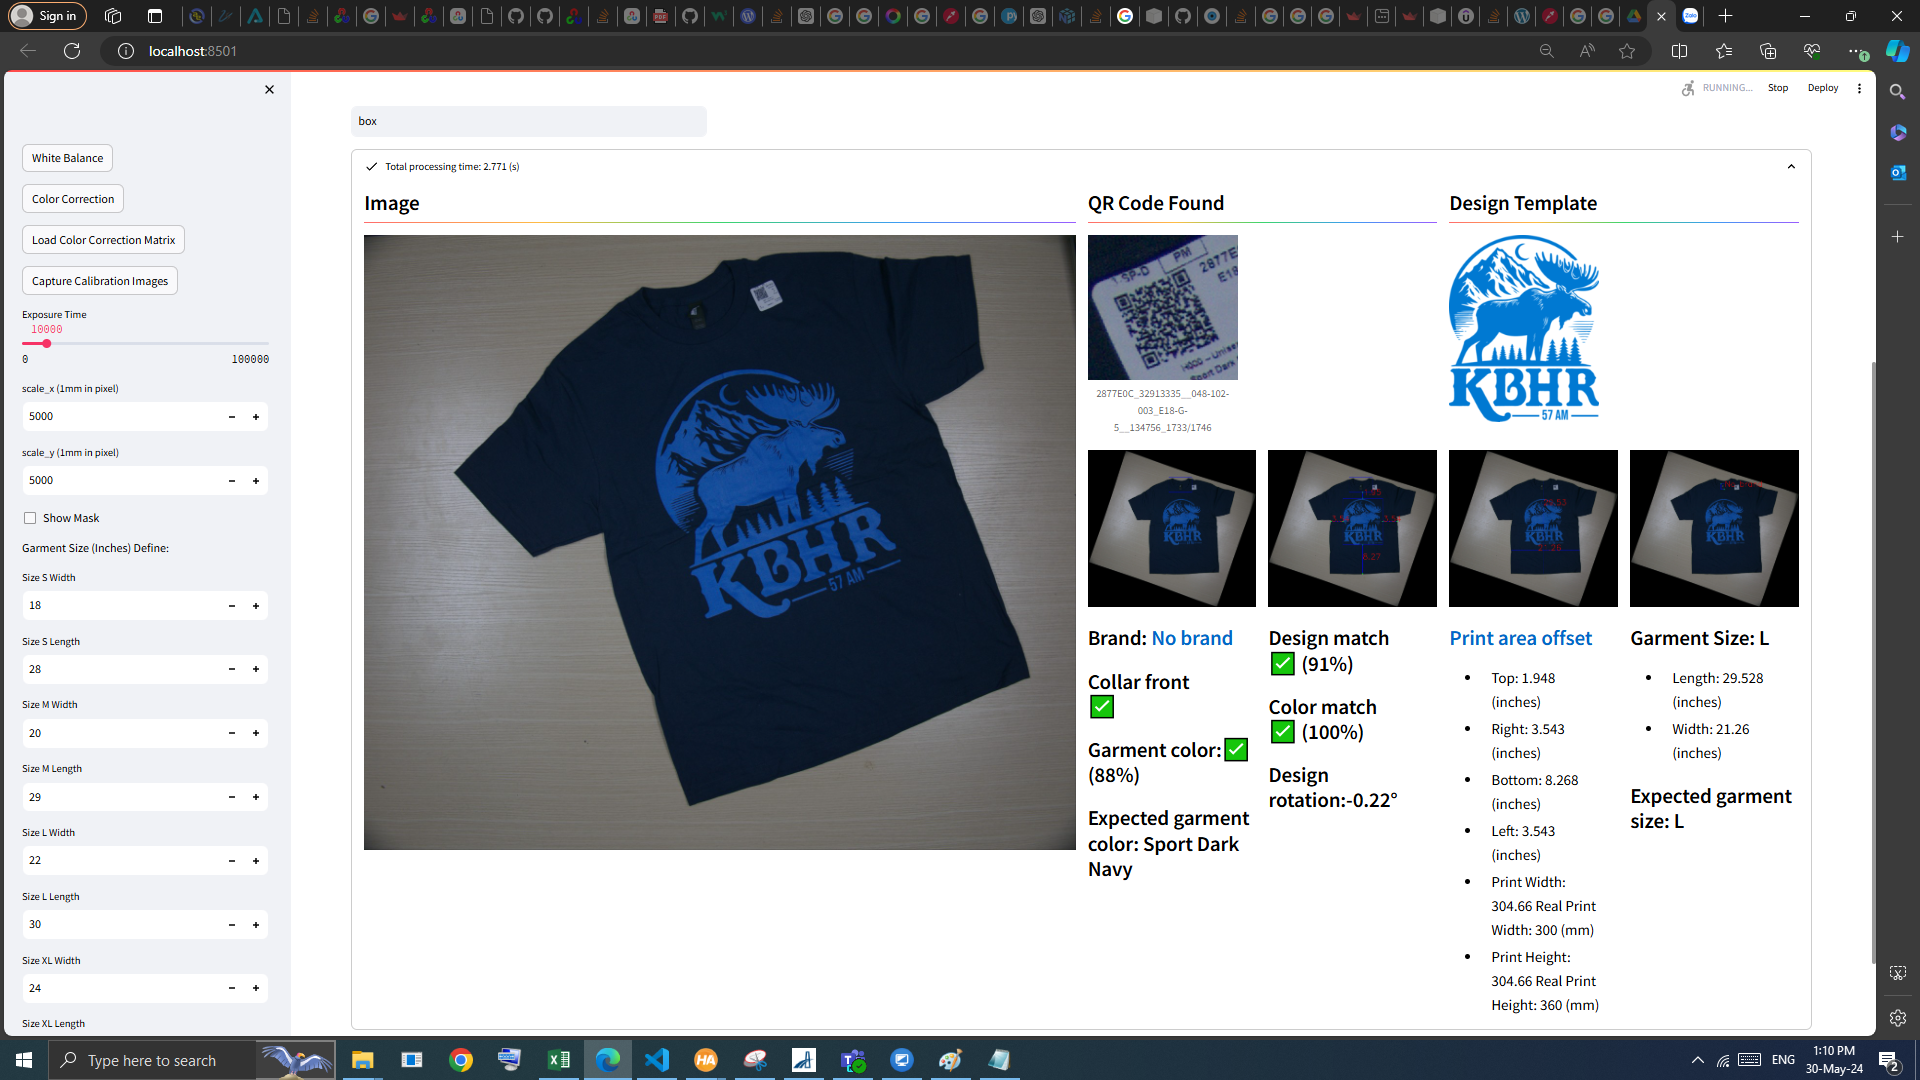 Sign in
localhost:8501
RUNNING...
Stop
Deploy
White Balance
Color Correction
Load Color Correction Matrix
Capture Calibration Images
Exposure Time
10000
0
100000
scale_x (1mm in pixel)
5000
scale_y (1mm in pixel)
5000
Show Mask
Garment Size (Inches) Define:
Size S Width
18
Size S Length
28
Size M Width
20
Size M Length
29
Size L Width
22
Size L Length
30
Size XL Width
24
Size XL Length
box
Total processing time: 2.771 (s)
Image
KBHR
57 AM
QR Code Found
PM
2877E0C_32913335__048-102-
003_E18-G-
5__134756_1733/1746
Design Template
KBHR
57 AM
Brand: No brand
Collar front
Garment color:
(88%)
Expected garment
color: Sport Dark
Navy
Design match
(91%)
Color match
(100%)
Design
rotation:-0.22°
Print area offset
Top: 1.948
(inches)
Right: 3.543
(inches)
Bottom: 8.268
(inches)
Left: 3.543
(inches)
Print Width:
304.66 Real Print
Width: 300 (mm)
Print Height:
304.66 Real Print
Height: 360 (mm)
Garment Size: L
Length: 29.528
(inches)
Width: 21.26
(inches)
Expected garment
size: L
Type here to search
ENG
1:10 PM
30-May-24
2